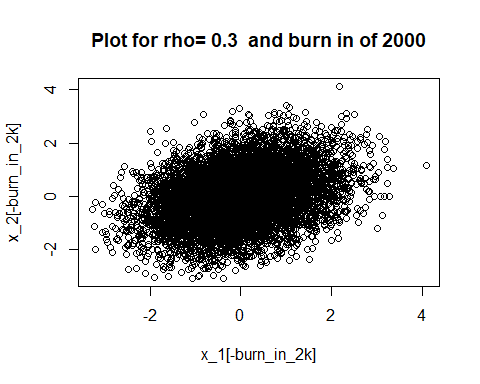 Plot for rho= 0.3  and burn in of 2000
4
2
0
-2
x_2[-burn_in_2k]
-2
0
2
4
x_1[-burn_in_2k]